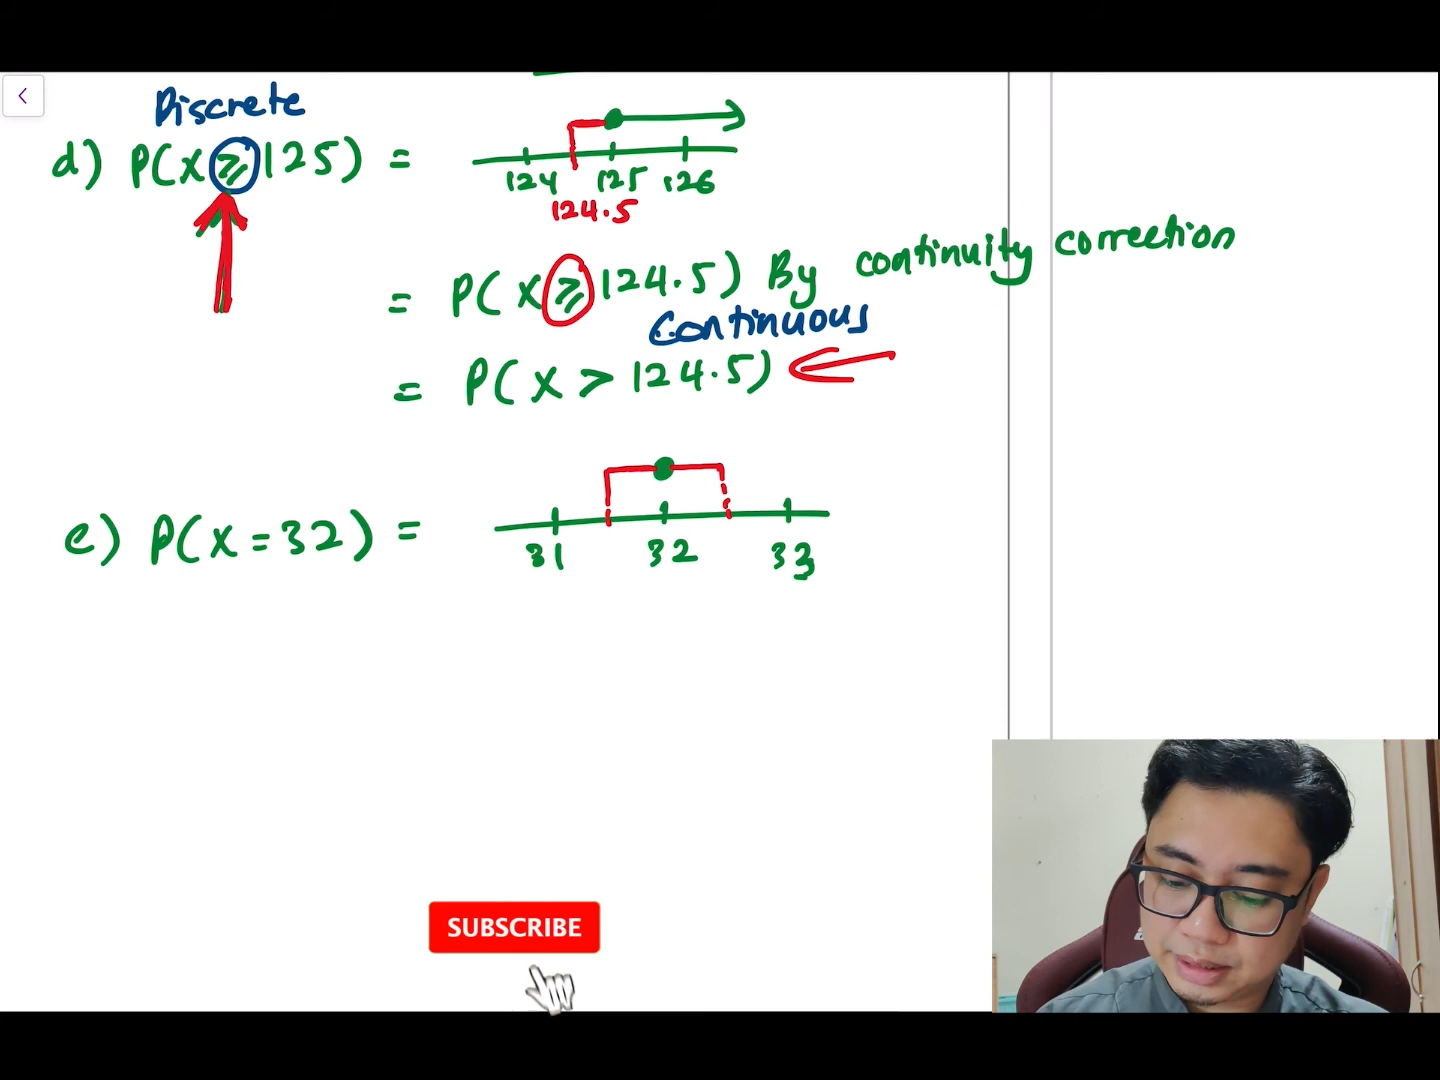 Discrete
d) P(X ≥ 125) =
124 125 126
124.5
= P(X ≥ 124.5) By continuity correction
Continuous
= P(X > 124.5)
e) P(X = 32) =
31 32 33
SUBSCRIBE